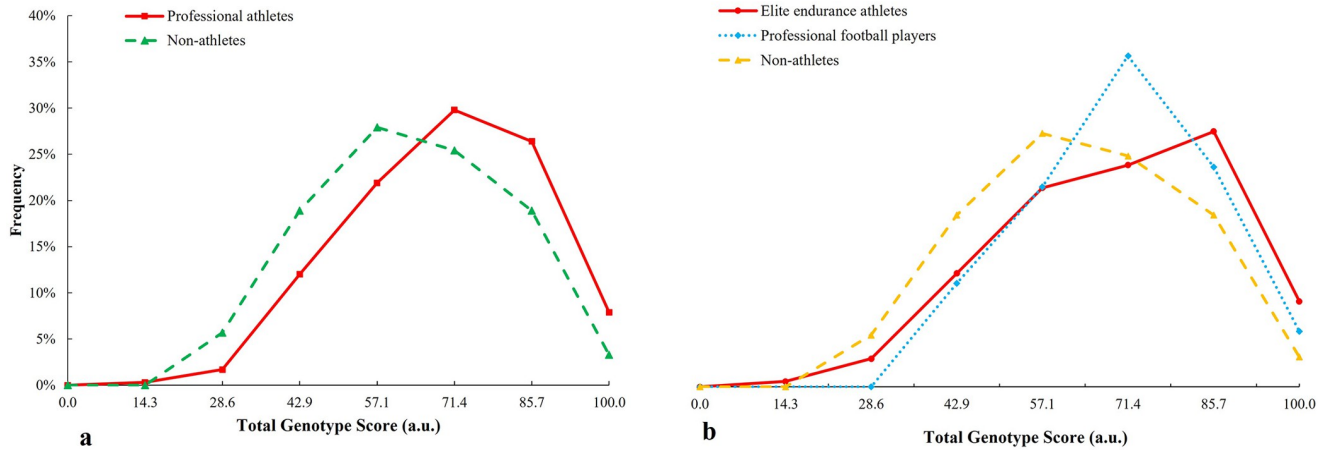 40%
35%
30%
25%
20%
15%
10%
5%
0%
Frequency
Professional athletes
Non-athletes
0.0 14.3 28.6 42.9 57.1 71.4 85.7 100.0
Total Genotype Score (a.u.)
a
Elite endurance athletes
Professional football players
Non-athletes
0.0 14.3 28.6 42.9 57.1 71.4 85.7 100.0
Total Genotype Score (a.u.)
b